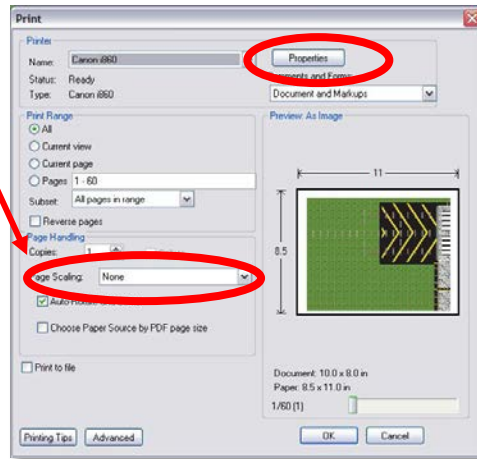 Print
Printer
Name: Canon i860
Properties
Status: Ready
Type: Canon i860
Document and Markups
Print Range
All
Current view
Current page
Pages 1 - 60
Subset: All pages in range
Reverse pages
Preview: As Image
11
8.5
Page Handling
Copies: 1
Page Scaling: None
Choose Paper Source by PDF page size
Print to file
Document: 10.0 x 8.0 in
Paper: 8.5 x 11.0 in
1/60 (1)
Printing Tips
Advanced
OK
Cancel